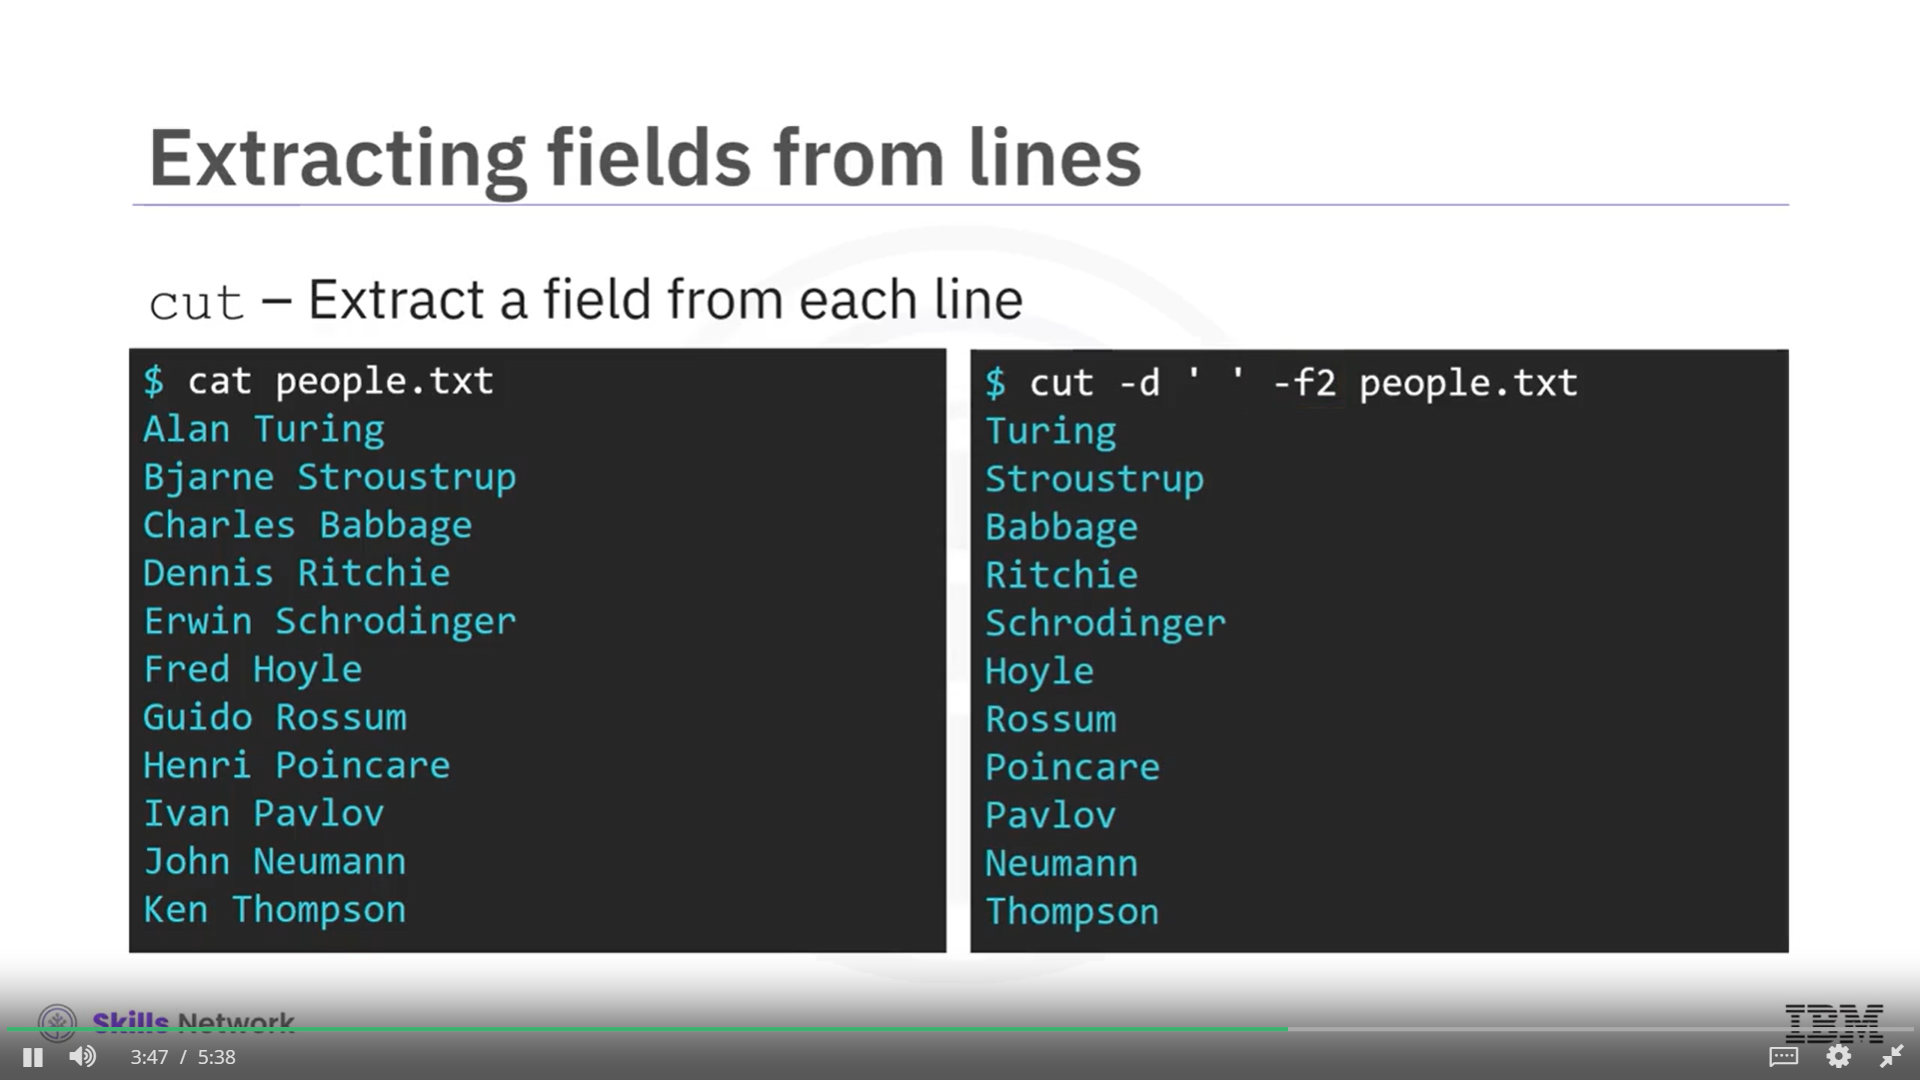 Extracting fields from lines
cut – Extract a field from each line
$ cat people.txt
Alan Turing
Bjarne Stroustrup
Charles Babbage
Dennis Ritchie
Erwin Schrodinger
Fred Hoyle
Guido Rossum
Henri Poincare
Ivan Pavlov
John Neumann
Ken Thompson
$ cut -d ' ' -f2 people.txt
Turing
Stroustrup
Babbage
Ritchie
Schrodinger
Hoyle
Rossum
Poincare
Pavlov
Neumann
Thompson
Skills Network
IBM
3:47 / 5:38